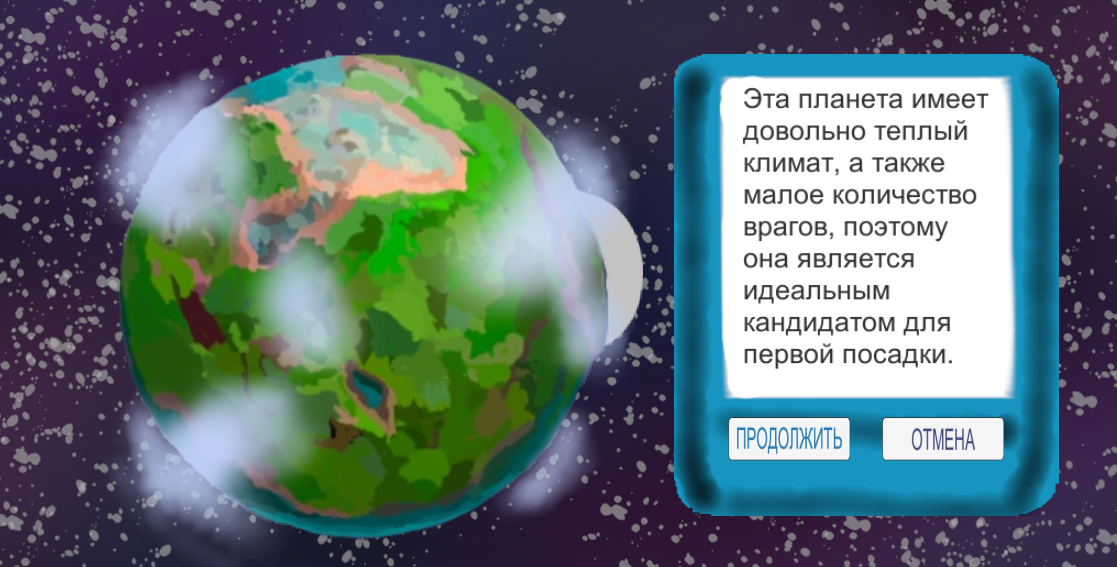 Эта планета имеет
довольно теплый
климат, а также
малое количество
врагов, поэтому
она является
идеальным
кандидатом для
первой посадки.
ПРОДОЛЖИТЬ
ОТМЕНА